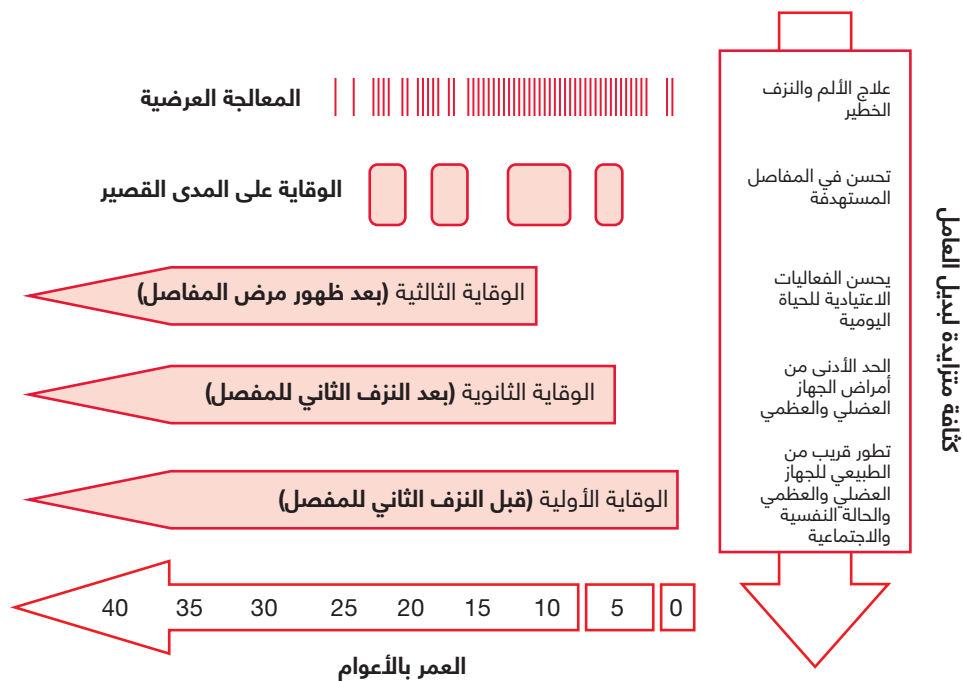 علاج الألم والنزف
الخطير
المعالجة العرضية
تحسن في المفاصل
المستهدفة
الوقاية على المدى القصير
يحسن الفعاليات
الاعتيادية للحياة
اليومية
الوقاية الثالثية (بعد ظهور مرض المفاصل)
الحد الأدنى من
أمراض الجهاز
العضلي والعظمي
الوقاية الثانوية (بعد النزف الثاني للمفصل)
تطور قريب من
الطبيعي للجهاز
العضلي والعظمي
والحالة النفسية
والاجتماعية
الوقاية الأولية (قبل النزف الثاني للمفصل)
كثافة متزايدة لبديل العامل
0 5 10 15 20 25 30 35 40
العمر بالأعوام